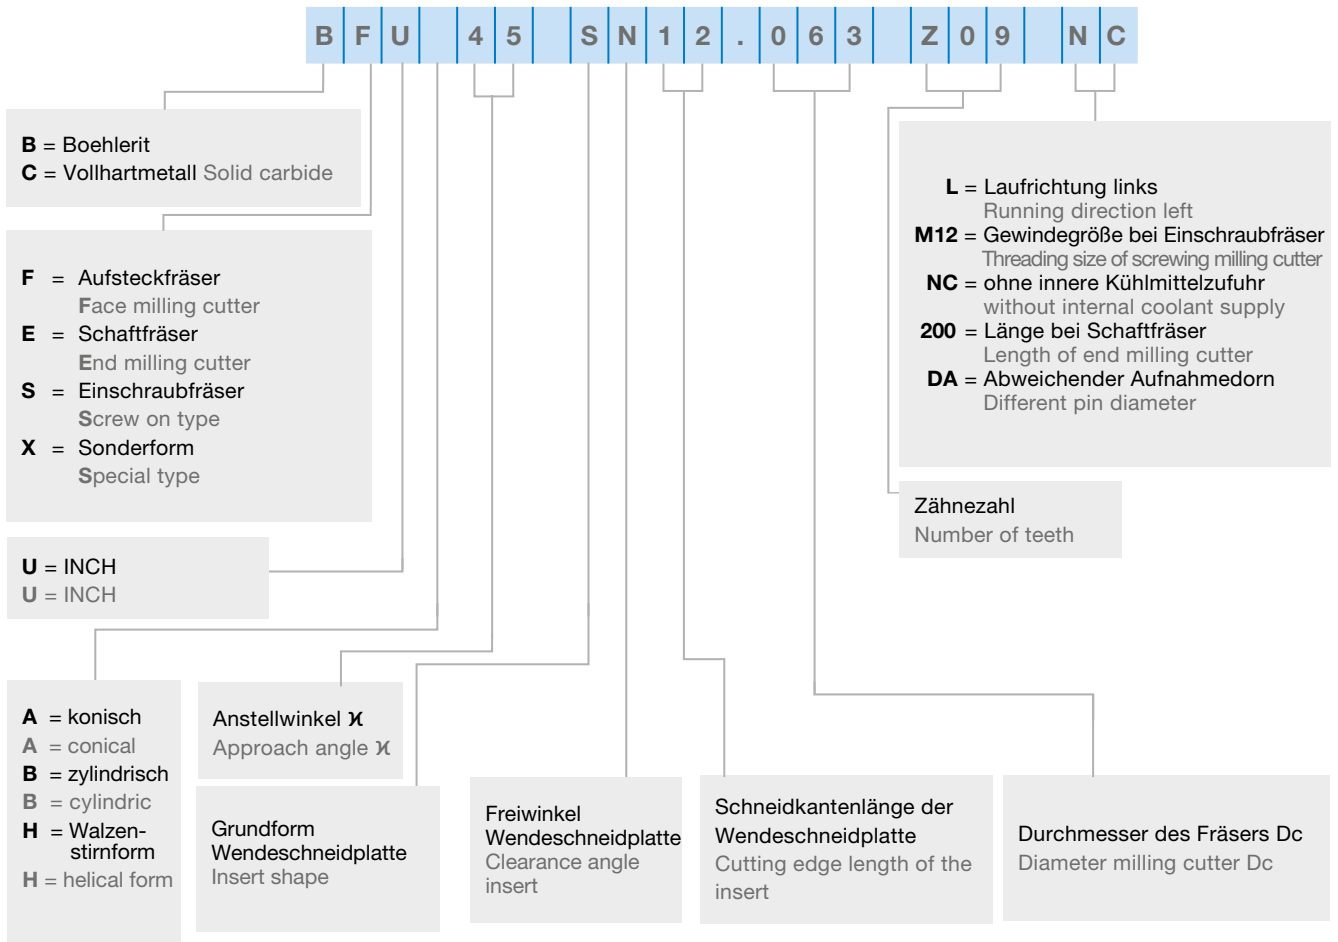 B F U 4 5 S N 1 2 . 0 6 3 Z 0 9 N C
B = Boehlerit
C = Vollhartmetall Solid carbide
F = Aufsteckfräser
Face milling cutter
E = Schaftfräser
End milling cutter
S = Einschraubfräser
Screw on type
X = Sonderform
Special type
U = INCH
U = INCH
A = konisch
A = conical
B = zylindrisch
B = cylindric
H = Walzen-
stirnform
H = helical form
Anstellwinkel ϰ
Approach angle ϰ
Grundform
Wendeschneidplatte
Insert shape
Freiwinkel
Wendeschneidplatte
Clearance angle
insert
Schneidkantenlänge der
Wendeschneidplatte
Cutting edge length of the
insert
Durchmesser des Fräsers Dc
Diameter milling cutter Dc
Zähnezahl
Number of teeth
L = Laufrichtung links
Running direction left
M12 = Gewindegröße bei Einschraubfräser
Threading size of screwing milling cutter
NC = ohne innere Kühlmittelzufuhr
without internal coolant supply
200 = Länge bei Schaftfräser
Length of end milling cutter
DA = Abweichender Aufnahmedorn
Different pin diameter